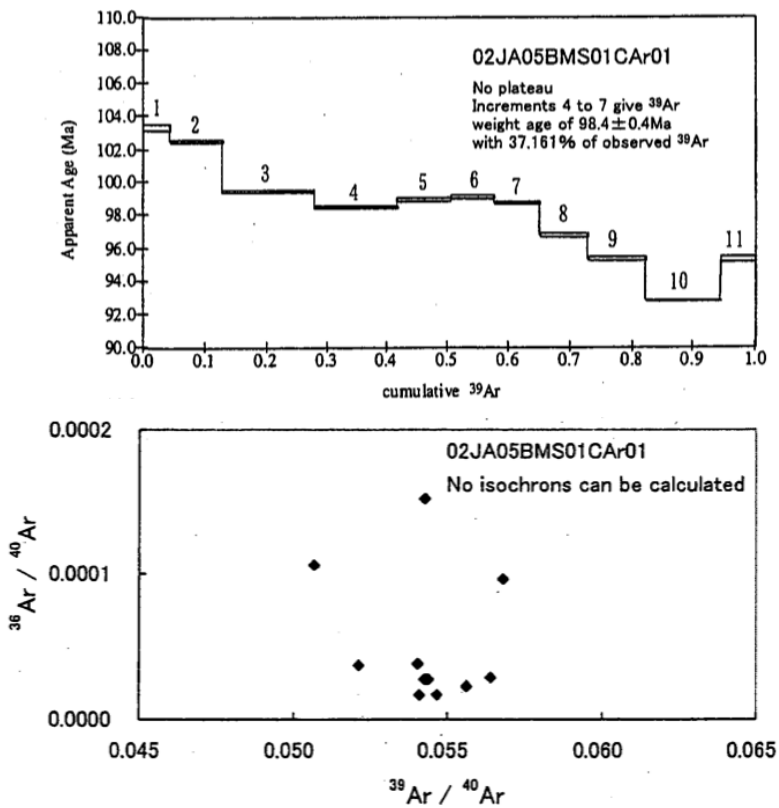 110.0
108.0
106.0
104.0
102.0
100.0
98.0
96.0
94.0
92.0
90.0
Apparent Age (Ma)
02JA05BMS01CAr01
No plateau
Increments 4 to 7 give ³⁹Ar
weight age of 98.4±0.4Ma
with 37.161% of observed ³⁹Ar
1
2
3
4
5
6
7
8
9
10
11
0.0 0.1 0.2 0.3 0.4 0.5 0.6 0.7 0.8 0.9 1.0
cumulative ³⁹Ar
0.0002
0.0001
0.0000
³⁶Ar / ⁴⁰Ar
02JA05BMS01CAr01
No isochrons can be calculated
0.045 0.050 0.055 0.060 0.065
³⁹Ar / ⁴⁰Ar